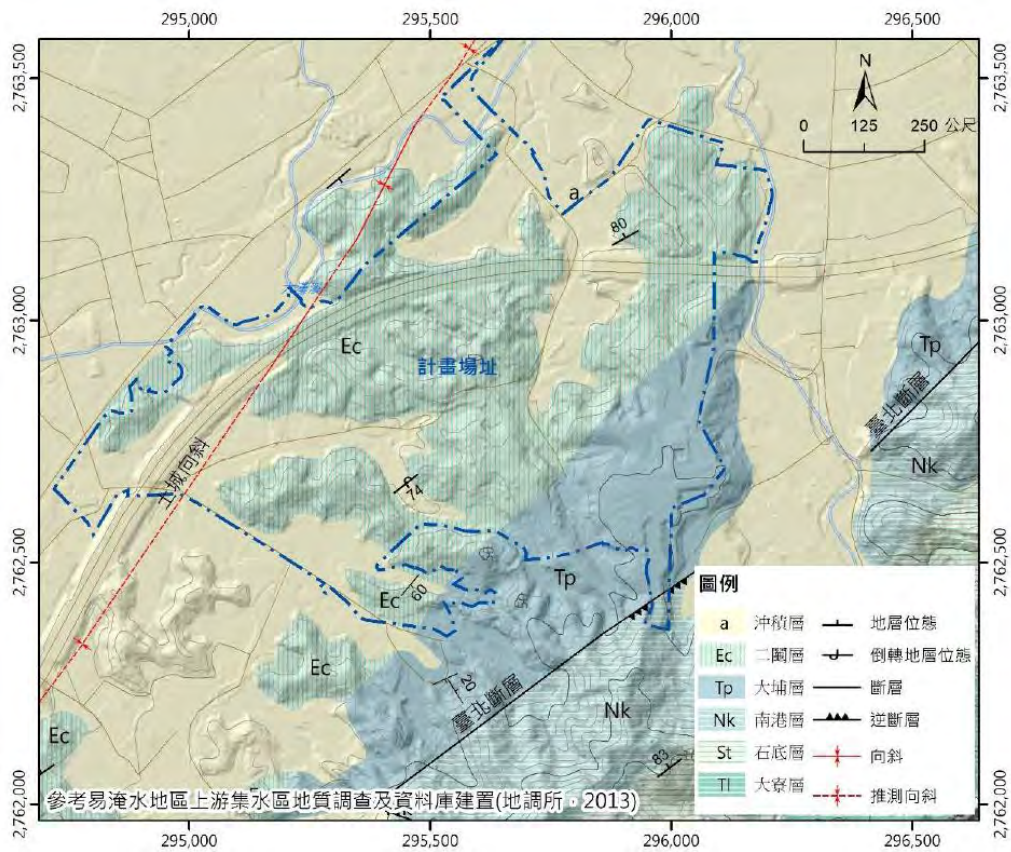 295,000
295,500
296,000
296,500
2,763,500
2,763,500
N
0 125 250 公尺
a
80
2,763,000
2,763,000
Ec
計畫場址
Tp
臺北斷層
Nk
土城向斜
74
2,762,500
2,762,500
65
65
60
Ec
Tp
Ec
20
臺北斷層
Nk
83
Ec
圖例
a 沖積層 地層位態
Ec 二鬮層 倒轉地層位態
Tp 大埔層 斷層
Nk 南港層 逆斷層
St 石底層 向斜
Tl 大寮層 推測向斜
2,762,000
2,762,000
參考易淹水地區上游集水區地質調查及資料庫建置(地調所，2013)
295,000
295,500
296,000
296,500